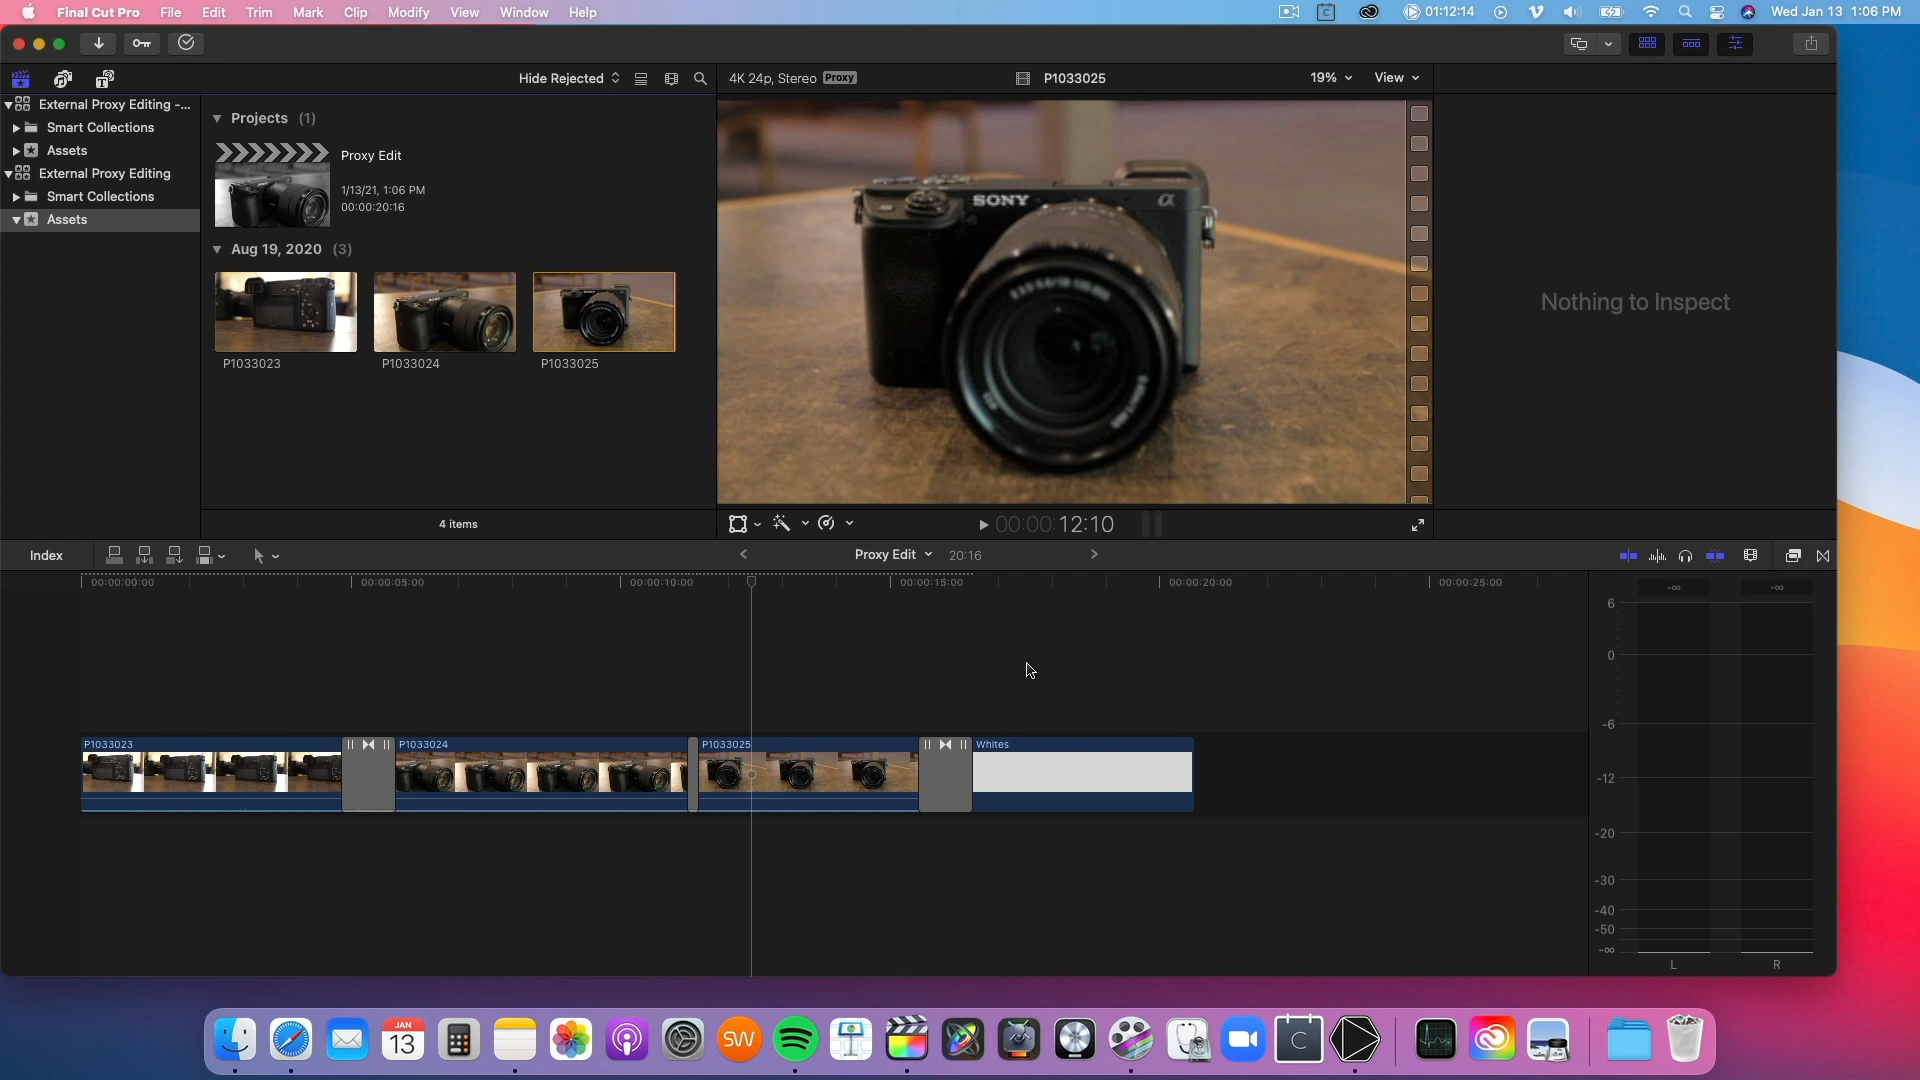 Final Cut Pro File Edit Trim Mark Clip Modify View Window Help 01:12:14 Wed Jan 13 1:06 PM
Hide Rejected 4K 24p, Stereo Proxy P1033025 19% View
External Proxy Editing -...
Smart Collections
Assets
External Proxy Editing
Smart Collections
Assets
Projects (1)
Proxy Edit
1/13/21, 1:06 PM
00:00:20:16
Aug 19, 2020 (3)
P1033023 P1033024 P1033025
4 items
SONY α
00:00:12:10
Nothing to Inspect
Index Proxy Edit 20:16
00:00:00:00 00:00:05:00 00:00:10:00 00:00:15:00 00:00:20:00 00:00:25:00
P1033023 P1033024 P1033025 Whites
-∞ -∞
6
0
-6
-12
-20
-30
-40
-50
-∞
L R
JAN
13
SW
C